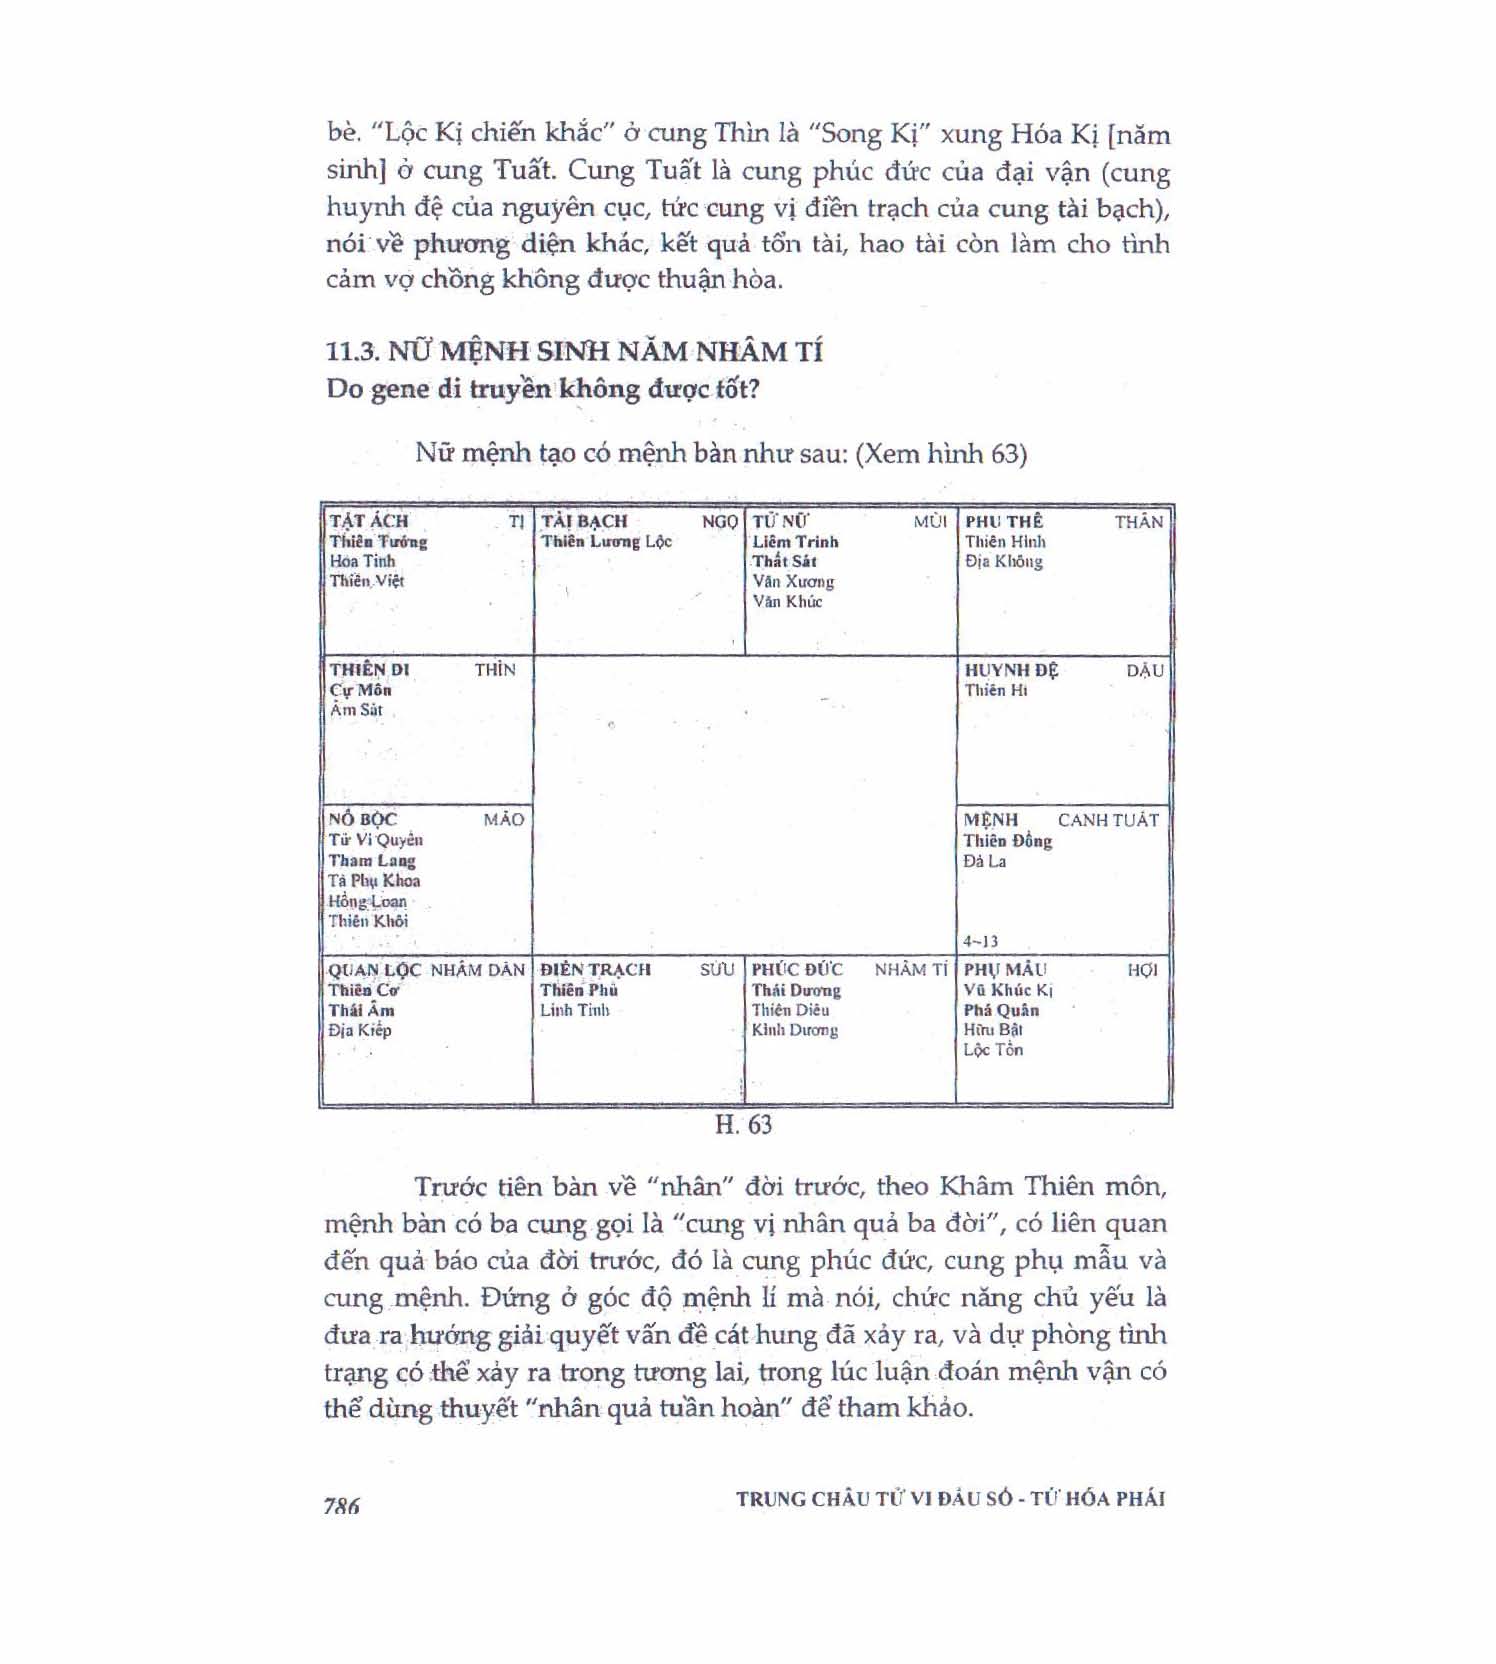 bè. “Lộc Kị chiến khắc” ở cung Thìn là “Song Kị” xung Hóa Kị [năm
sinh] ở cung Tuất. Cung Tuất là cung phúc đức của đại vận (cung
huynh đệ của nguyên cục, tức cung vị điền trạch của cung tài bạch),
nói về phương diện khác, kết quả tổn tài, hao tài còn làm cho tình
cảm vợ chồng không được thuận hòa.
11.3. NỮ MỆNH SINH NĂM NHÂM TÍ
Do gene di truyền không được tốt?
Nữ mệnh tạo có mệnh bàn như sau: (Xem hình 63)
TẬT ÁCH TỊ
Thiên Tướng
Hỏa Tinh
Thiên Việt
TÀI BẠCH NGỌ
Thiên Lương Lộc
TỬ NỮ MÙI
Liêm Trinh
Thất Sát
Văn Xương
Văn Khúc
PHU THÊ THÂN
Thiên Hình
Địa Không
THIÊN DI THÌN
Cự Môn
Âm Sát
HUYNH ĐỆ DẬU
Thiên Hỉ
NÔ BỘC MÃO
Tử Vi Quyền
Tham Lang
Tả Phụ Khoa
Hồng Loan
Thiên Khôi
MỆNH CANH TUẤT
Thiên Đồng
Đà La
4~13
QUAN LỘC NHÂM DẦN
Thiên Cơ
Thái Âm
Địa Kiếp
ĐIỀN TRẠCH SỬU
Thiên Phủ
Linh Tinh
PHÚC ĐỨC NHÂM TÍ
Thái Dương
Thiên Diêu
Kình Dương
PHỤ MẪU HỢI
Vũ Khúc Kị
Phá Quân
Hữu Bật
Lộc Tồn
H. 63
Trước tiên bàn về “nhân” đời trước, theo Khâm Thiên môn,
mệnh bàn có ba cung gọi là “cung vị nhân quả ba đời”, có liên quan
đến quả báo của đời trước, đó là cung phúc đức, cung phụ mẫu và
cung mệnh. Đứng ở góc độ mệnh lí mà nói, chức năng chủ yếu là
đưa ra hướng giải quyết vấn đề cát hung đã xảy ra, và dự phòng tình
trạng có thể xảy ra trong tương lai, trong lúc luận đoán mệnh vận có
thể dùng thuyết “nhân quả tuần hoàn” để tham khảo.
786
TRUNG CHÂU TỬ VI ĐẨU SỐ - TỨ HÓA PHÁI